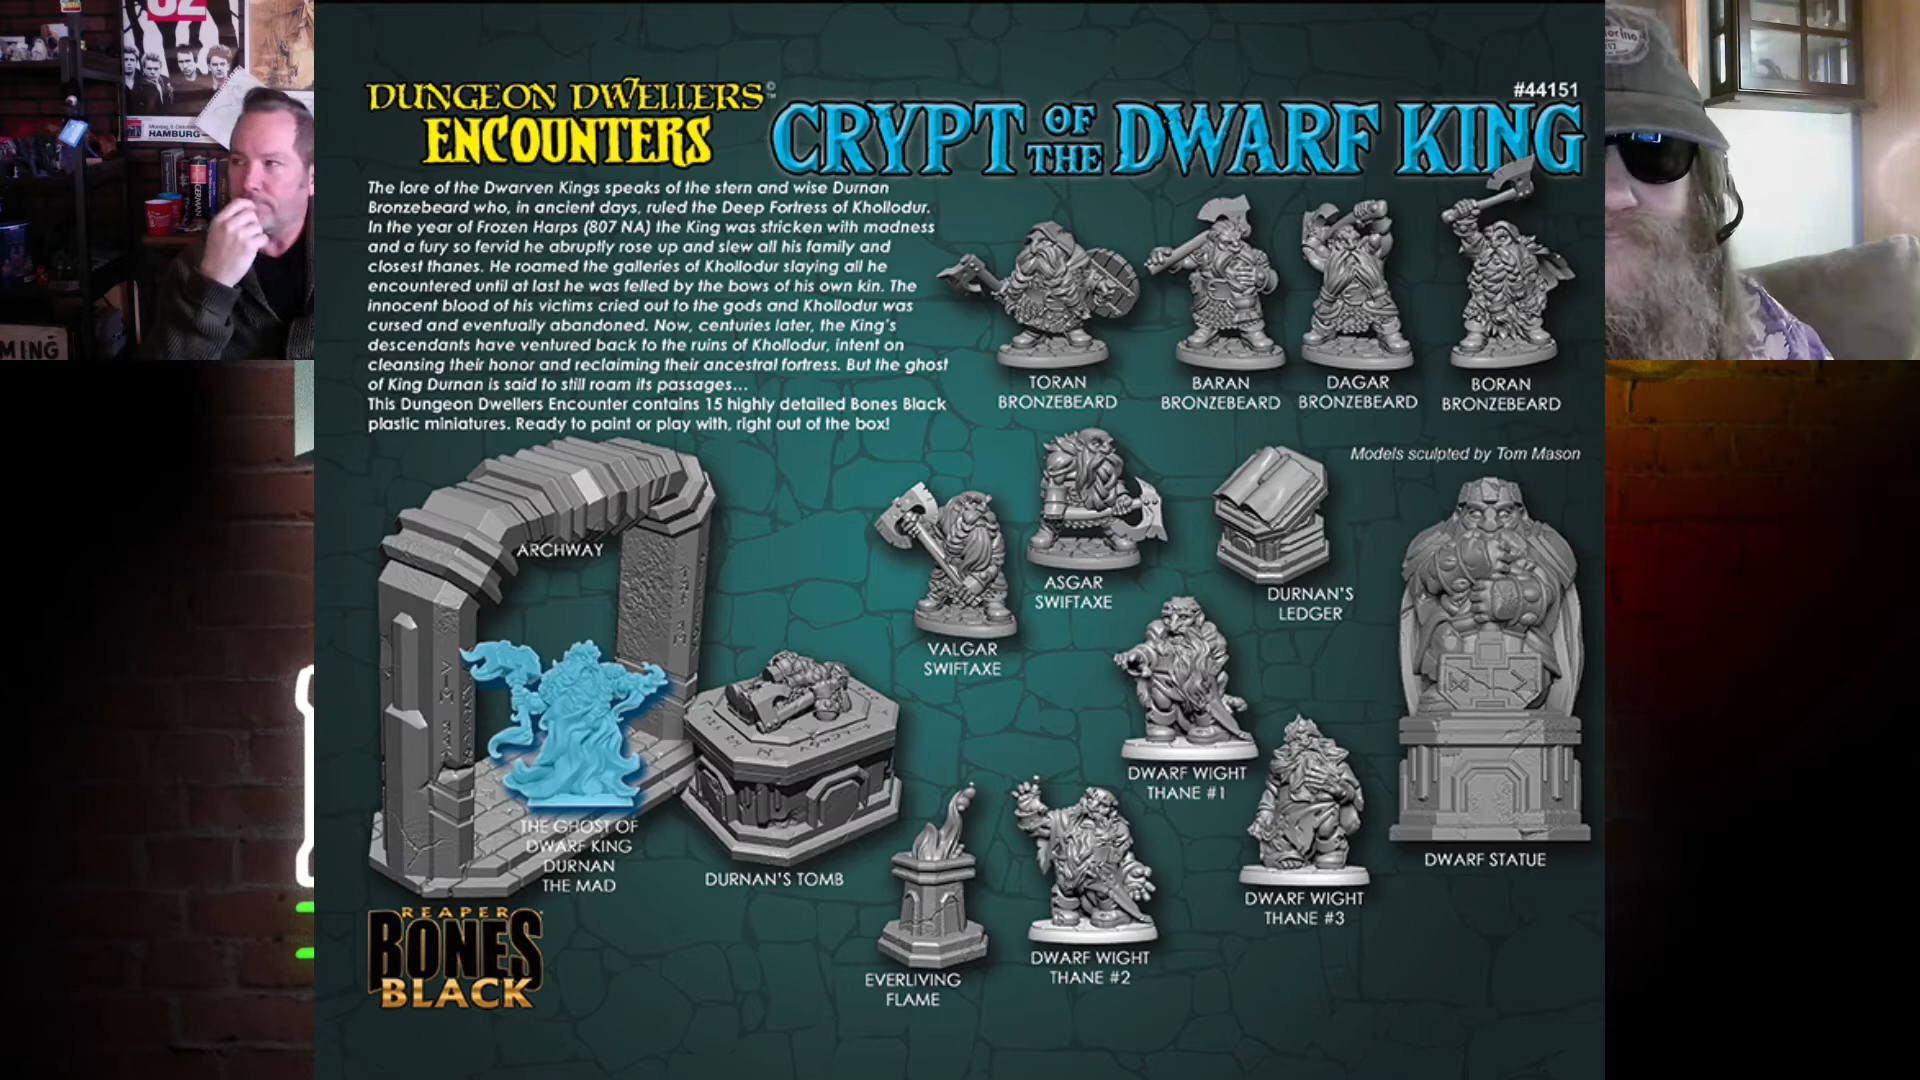 HAMBURG
GERMAN
MING
DUNGEON DWELLERS
ENCOUNTERS
#44151
CRYPT OF THE DWARF KING
The lore of the Dwarven Kings speaks of the stern and wise Durnan
Bronzebeard who, in ancient days, ruled the Deep Fortress of Khollodur.
In the year of Frozen Harps (807 NA) the King was stricken with madness
and a fury so fervid he abruptly rose up and slew all his family and
closest thanes. He roamed the galleries of Khollodur slaying all he
encountered until at last he was felled by the bows of his own kin. The
innocent blood of his victims cried out to the gods and Khollodur was
cursed and eventually abandoned. Now, centuries later, the King's
descendants have ventured back to the ruins of Khollodur, intent on
cleansing their honor and reclaiming their ancestral fortress. But the ghost
of King Durnan is said to still roam its passages...
This Dungeon Dwellers Encounter contains 15 highly detailed Bones Black
plastic miniatures. Ready to paint or play with, right out of the box!
TORAN
BRONZEBEARD
BARAN
BRONZEBEARD
DAGAR
BRONZEBEARD
BORAN
BRONZEBEARD
Models sculpted by Tom Mason
ARCHWAY
ASGAR
SWIFTAXE
DURNAN'S
LEDGER
VALGAR
SWIFTAXE
DWARF WIGHT
THANE #1
THE GHOST OF
DWARF KING
DURNAN
THE MAD
DURNAN'S TOMB
DWARF STATUE
DWARF WIGHT
THANE #3
DWARF WIGHT
THANE #2
EVERLIVING
FLAME
REAPER
BONES
BLACK